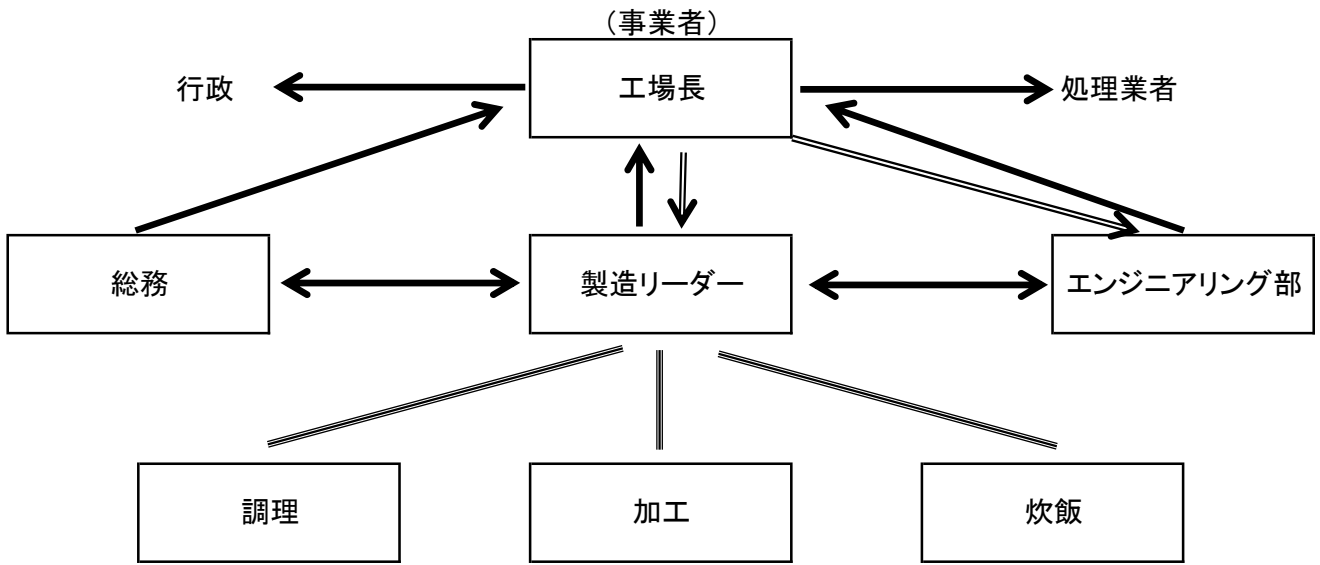 （事業者）
行政
工場長
処理業者
総務
製造リーダー
エンジニアリング部
調理
加工
炊飯